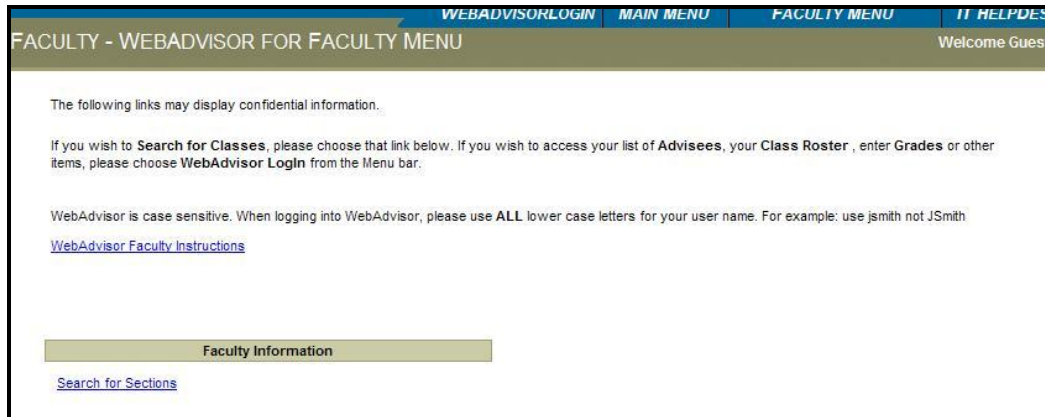 WEBADVISORLOGIN MAIN MENU FACULTY MENU IT HELPDES
FACULTY - WEBADVISOR FOR FACULTY MENU
Welcome Gues
The following links may display confidential information.
If you wish to Search for Classes, please choose that link below. If you wish to access your list of Advisees, your Class Roster , enter Grades or other
items, please choose WebAdvisor LogIn from the Menu bar.
WebAdvisor is case sensitive. When logging into WebAdvisor, please use ALL lower case letters for your user name. For example: use jsmith not JSmith
WebAdvisor Faculty Instructions
Faculty Information
Search for Sections